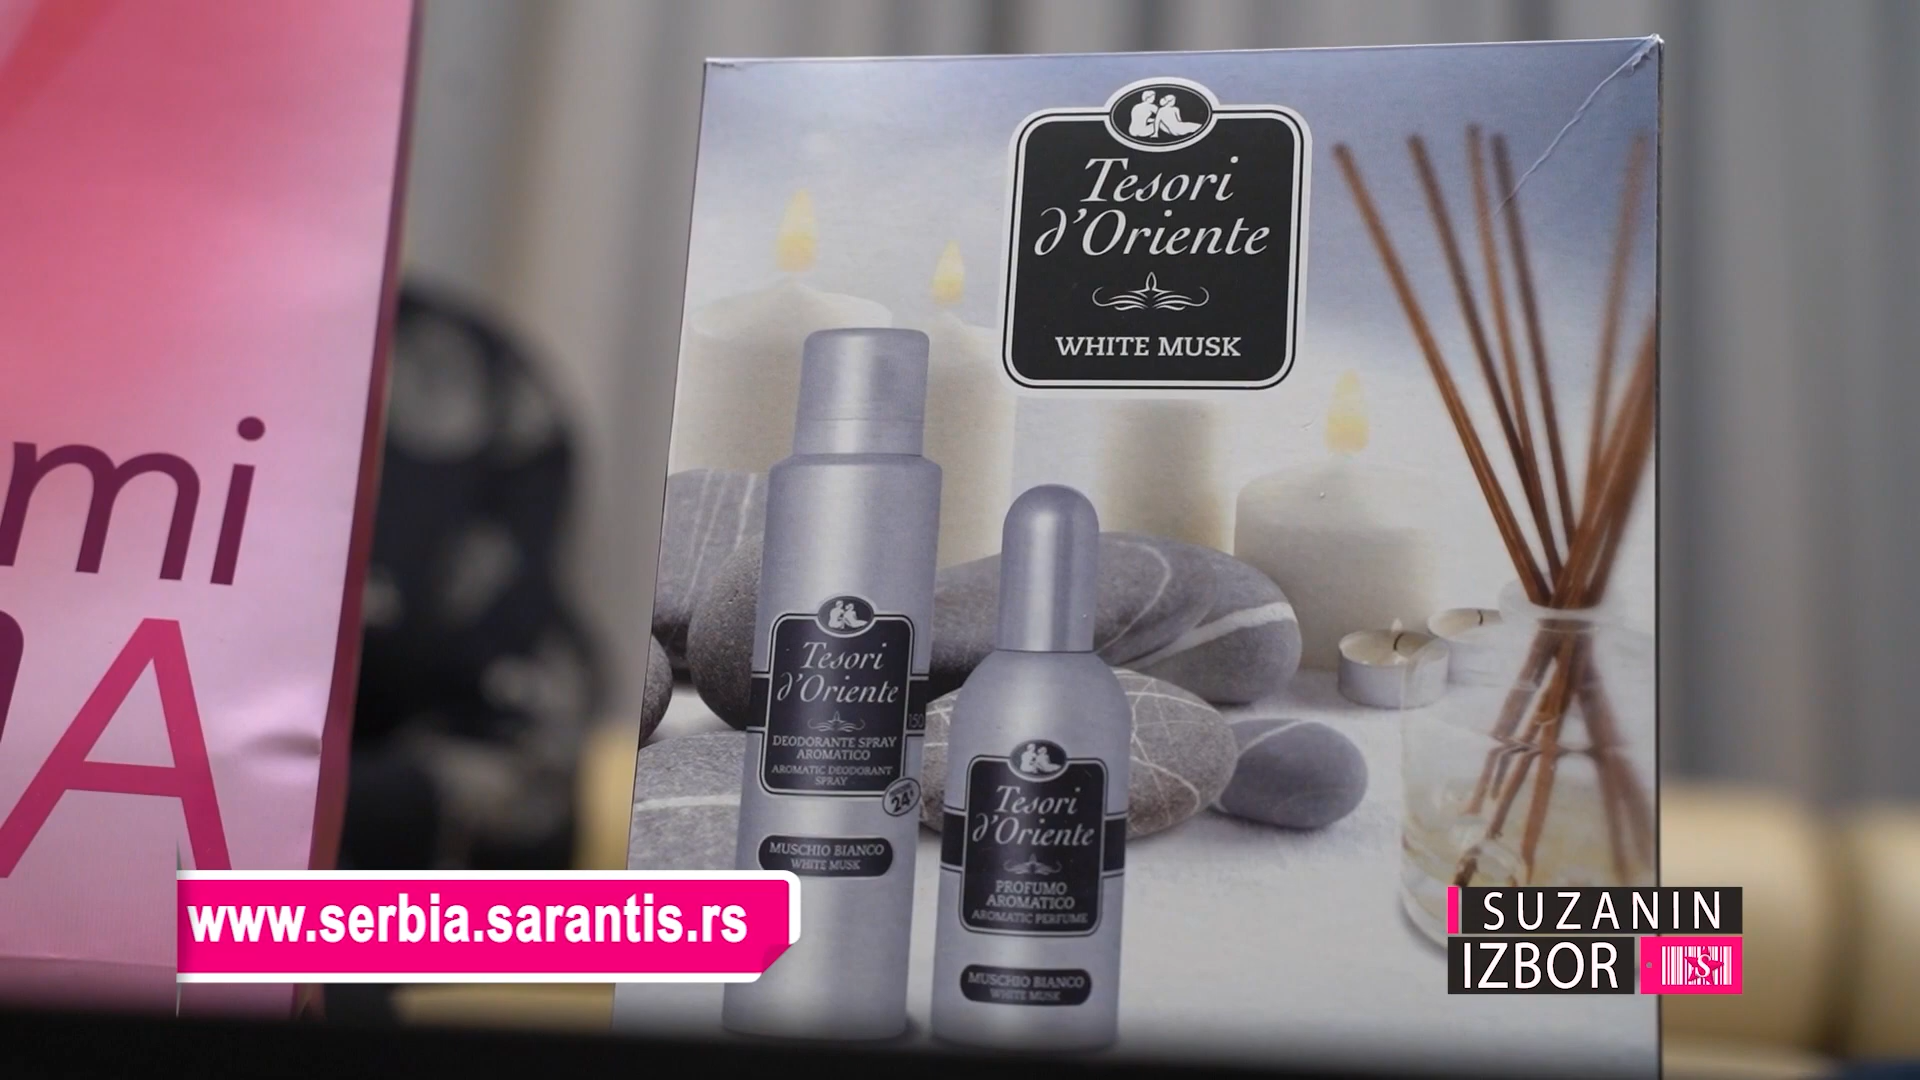 mi
A
Tesori
d'Oriente
WHITE MUSK
Tesori
d'Oriente
150
DEODORANTE SPRAY
AROMATICO
AROMATIC DEODORANT
SPRAY
24
MUSCHIO BIANCO
WHITE MUSK
Tesori
d'Oriente
PROFUMO
AROMATICO
AROMATIC PERFUME
MUSCHIO BIANCO
WHITE MUSK
www.serbia.sarantis.rs
SUZANIN
IZBOR
S